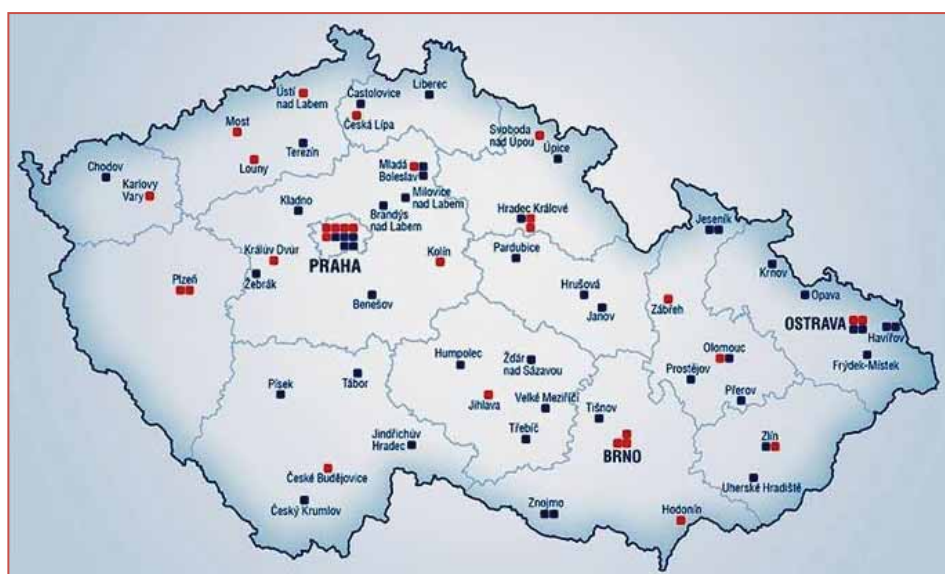 Ústí
nad Labem
Častolovice
Liberec
Most
Česká Lípa
Svoboda
nad Úpou
Úpice
Terezín
Louny
Chodov
Karlovy
Vary
Mladá
Boleslav
Milovice
nad Labem
Kladno
Brandýs
nad Labem
Hradec Králové
Jeseník
Králův Dvůr
PRAHA
Kolín
Pardubice
Krnov
Žebrák
Plzeň
Benešov
Hrušová
Janov
Zábřeh
Opava
OSTRAVA
Havířov
Frýdek-Místek
Humpolec
Žďár
nad Sázavou
Olomouc
Prostějov
Přerov
Písek
Tábor
Jihlava
Velké Meziříčí
Tišnov
Třebíč
Jindřichův
Hradec
BRNO
Zlín
České Budějovice
Uherské Hradiště
Český Krumlov
Znojmo
Hodonín